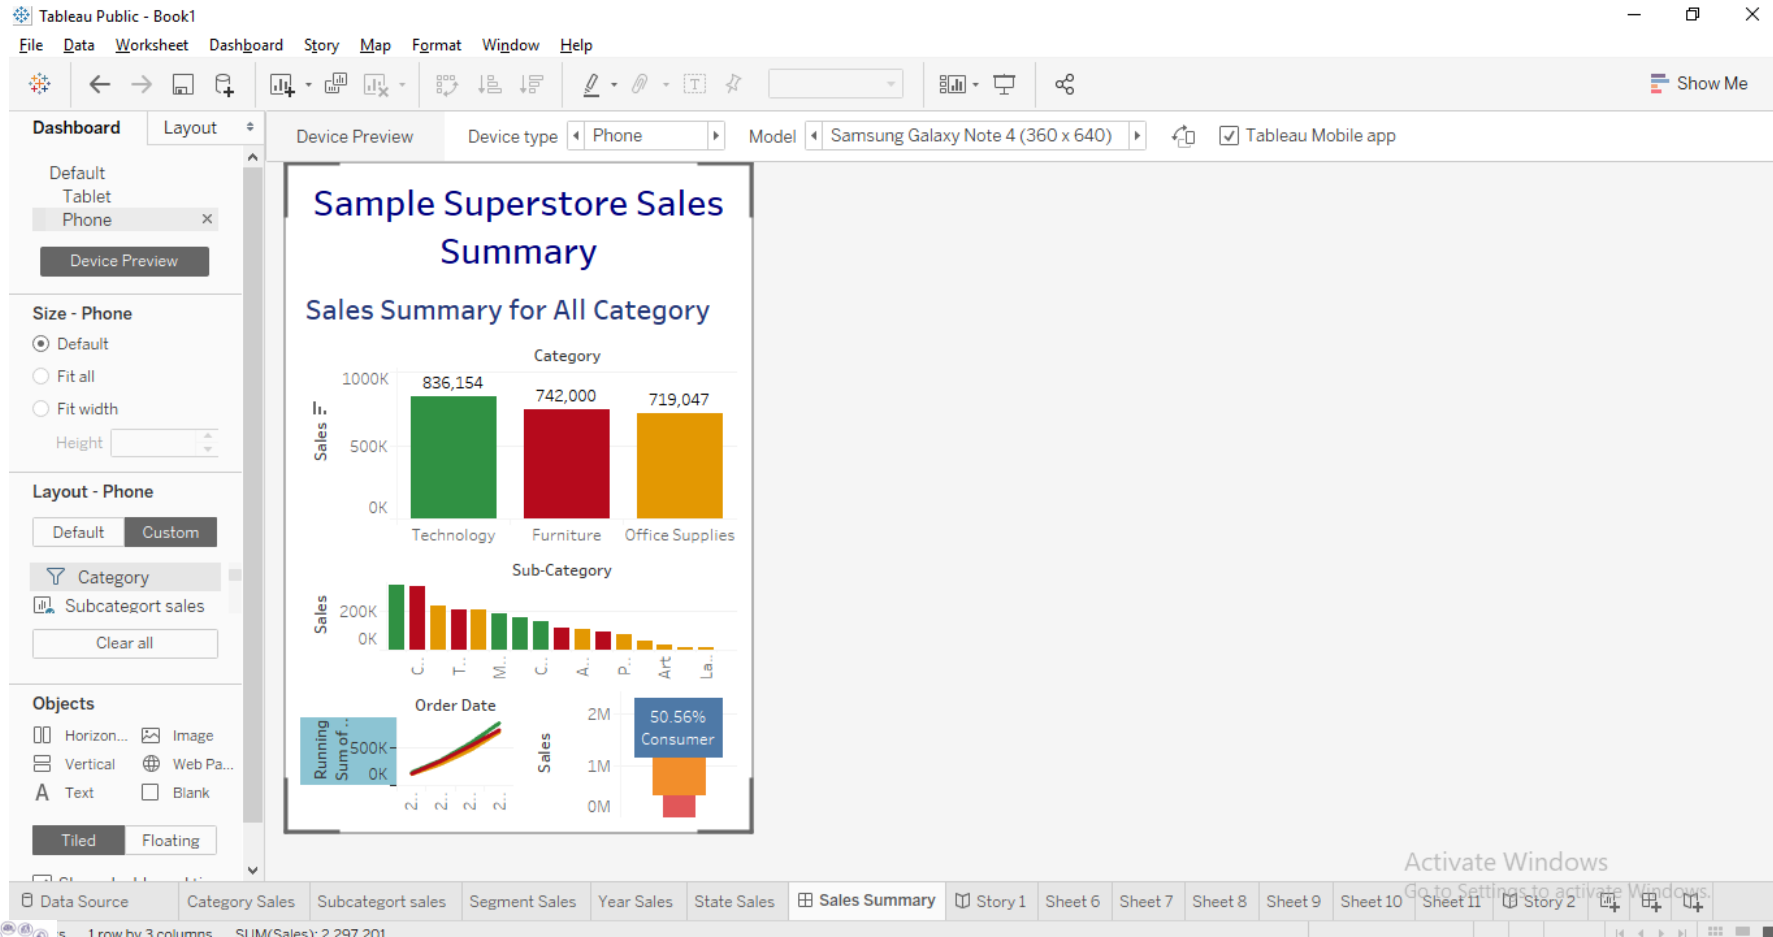 Tableau Public - Book1
File Data Worksheet Dashboard Story Map Format Window Help
Show Me
Dashboard Layout
Device Preview Device type Phone Model Samsung Galaxy Note 4 (360 x 640) Tableau Mobile app
Default
Tablet
Phone
Device Preview
Size - Phone
Default
Fit all
Fit width
Height
Layout - Phone
Default Custom
Category
Subcategort sales
Clear all
Objects
Horizon... Image
Vertical Web Pa...
Text Blank
Tiled Floating
Sample Superstore Sales
Summary
Sales Summary for All Category
Category
1000K
500K
0K
Sales
836,154
742,000
719,047
Technology Furniture Office Supplies
Sub-Category
Sales
200K
0K
C.. T.. M.. C.. A.. P.. Art La..
Order Date
Running
Sum of ..
500K
0K
2.. 2.. 2.. 2..
Sales
2M
1M
0M
50.56%
Consumer
Activate Windows
Go to Settings to activate Windows.
Data Source Category Sales Subcategort sales Segment Sales Year Sales State Sales Sales Summary Story 1 Sheet 6 Sheet 7 Sheet 8 Sheet 9 Sheet 10 Sheet 11 Story 2
1 row by 3 columns SUM(Sales): 2,297,201